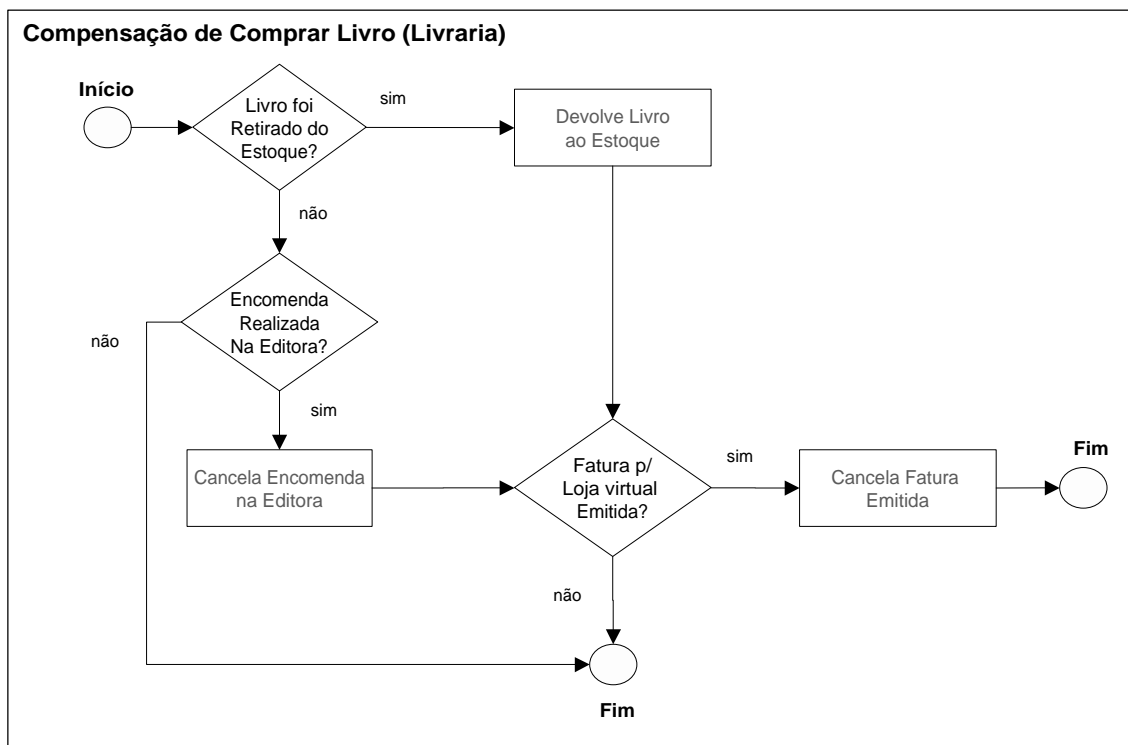 Compensação de Comprar Livro (Livraria)
Início
Livro foi
Retirado do
Estoque?
sim
Devolve Livro
ao Estoque
não
Encomenda
Realizada
Na Editora?
não
sim
Cancela Encomenda
na Editora
Fatura p/
Loja virtual
Emitida?
sim
Cancela Fatura
Emitida
Fim
não
Fim